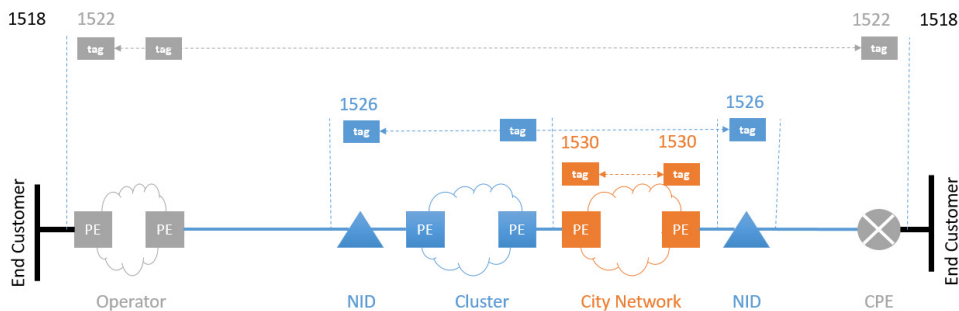 1518
1522
1522
1518
tag
tag
tag
1526
1526
tag
tag
tag
1530
1530
tag
tag
End Customer
PE
PE
PE
PE
PE
PE
End Customer
Operator
NID
Cluster
City Network
NID
CPE